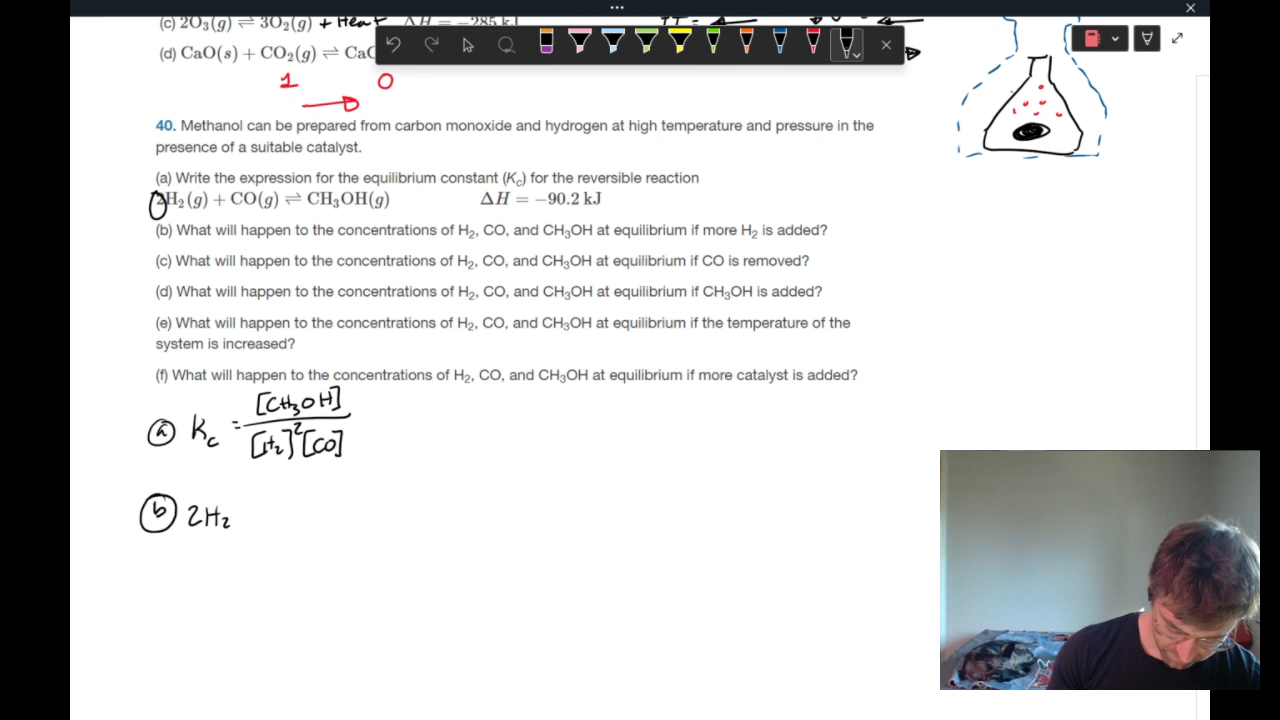 (c) 2O₃(g) ⇌ 3O₂(g) + Heat ΔH = −285 kJ
(d) CaO(s) + CO₂(g) ⇌ CaC
1 0
40. Methanol can be prepared from carbon monoxide and hydrogen at high temperature and pressure in the
presence of a suitable catalyst.
(a) Write the expression for the equilibrium constant (K꜀) for the reversible reaction
2H₂(g) + CO(g) ⇌ CH₃OH(g) ΔH = −90.2 kJ
(b) What will happen to the concentrations of H₂, CO, and CH₃OH at equilibrium if more H₂ is added?
(c) What will happen to the concentrations of H₂, CO, and CH₃OH at equilibrium if CO is removed?
(d) What will happen to the concentrations of H₂, CO, and CH₃OH at equilibrium if CH₃OH is added?
(e) What will happen to the concentrations of H₂, CO, and CH₃OH at equilibrium if the temperature of the
system is increased?
(f) What will happen to the concentrations of H₂, CO, and CH₃OH at equilibrium if more catalyst is added?
[CH₃OH]
(a) K꜀ =
[H₂]²[CO]
(b) 2H₂